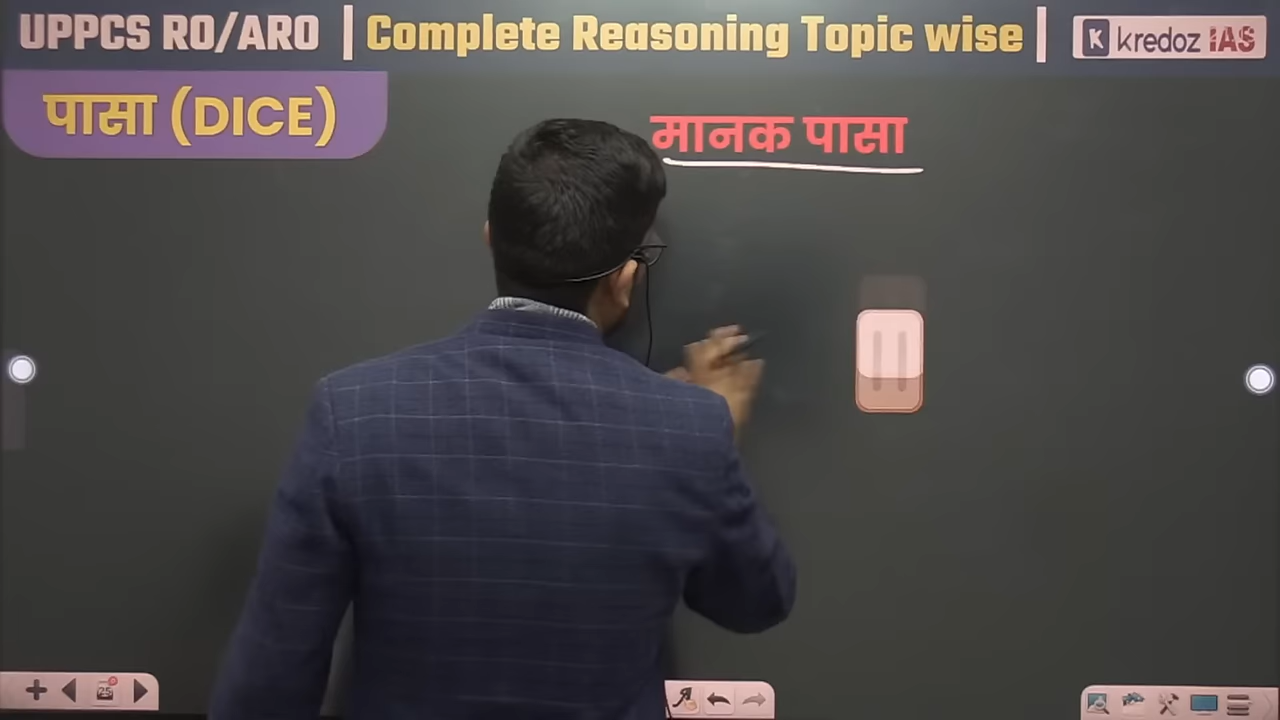 UPPCS RO/ARO | Complete Reasoning Topic wise | K kredoz IAS
पासा (DICE)
मानक पासा
25